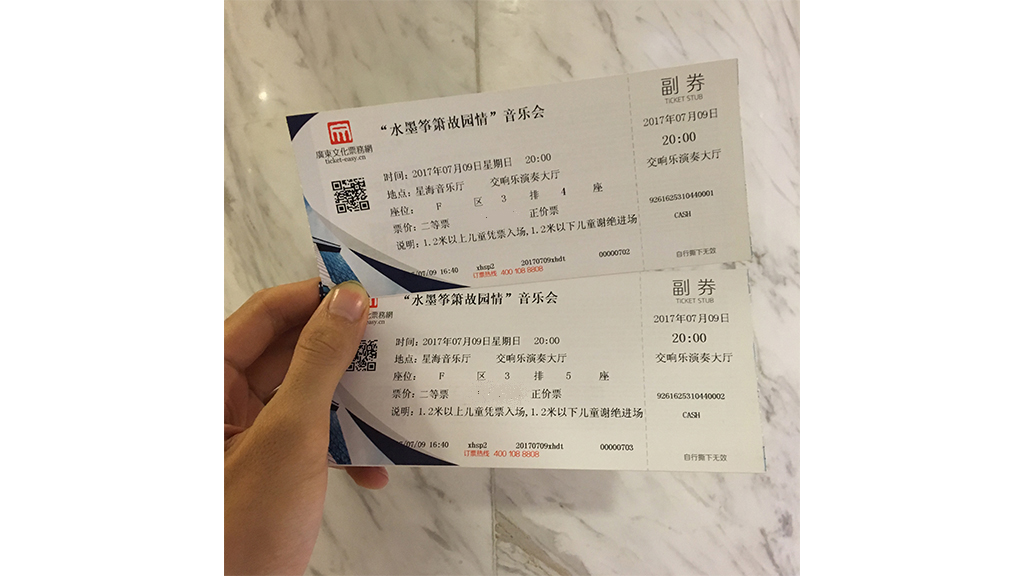 “水墨筝箫故园情”音乐会
廣東文化票務網
ticket-easy.cn
时间：2017年07月09日星期日 20:00
地点：星海音乐厅 交响乐演奏大厅
座位： F 区 3 排 4 座
票价：二等票 正价票
说明：1.2米以上儿童凭票入场,1.2米以下儿童谢绝进场
/07/09 16:40 xhsp2 20170709xhdt 00000702
订票热线 400 108 8808
副 券
TICKET STUB
2017年07月09日
20:00
交响乐演奏大厅
9261625310440001
CASH
自行撕下无效
“水墨筝箫故园情”音乐会
化票務網
easy.cn
时间：2017年07月09日星期日 20:00
地点：星海音乐厅 交响乐演奏大厅
座位： F 区 3 排 5 座
票价：二等票 正价票
说明：1.2米以上儿童凭票入场,1.2米以下儿童谢绝进场
/07/09 16:40 xhsp2 20170709xhdt 00000703
订票热线 400 108 8808
副 券
TICKET STUB
2017年07月09日
20:00
交响乐演奏大厅
9261625310440002
CASH
自行撕下无效